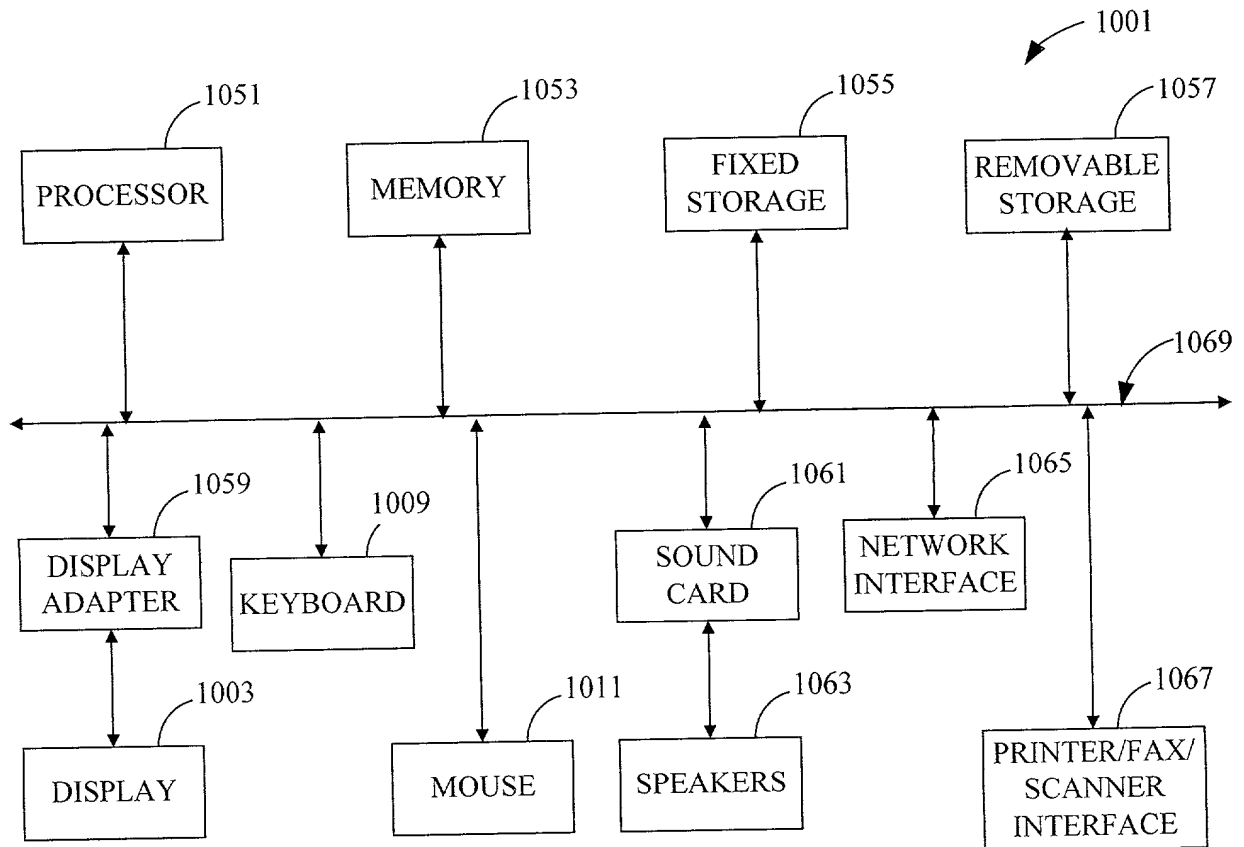 1001
1051
1053
1055
1057
PROCESSOR
MEMORY
FIXED
STORAGE
REMOVABLE
STORAGE
1069
1059
1009
1061
1065
DISPLAY
ADAPTER
KEYBOARD
SOUND
CARD
NETWORK
INTERFACE
1003
1011
1063
1067
DISPLAY
MOUSE
SPEAKERS
PRINTER/FAX/
SCANNER
INTERFACE